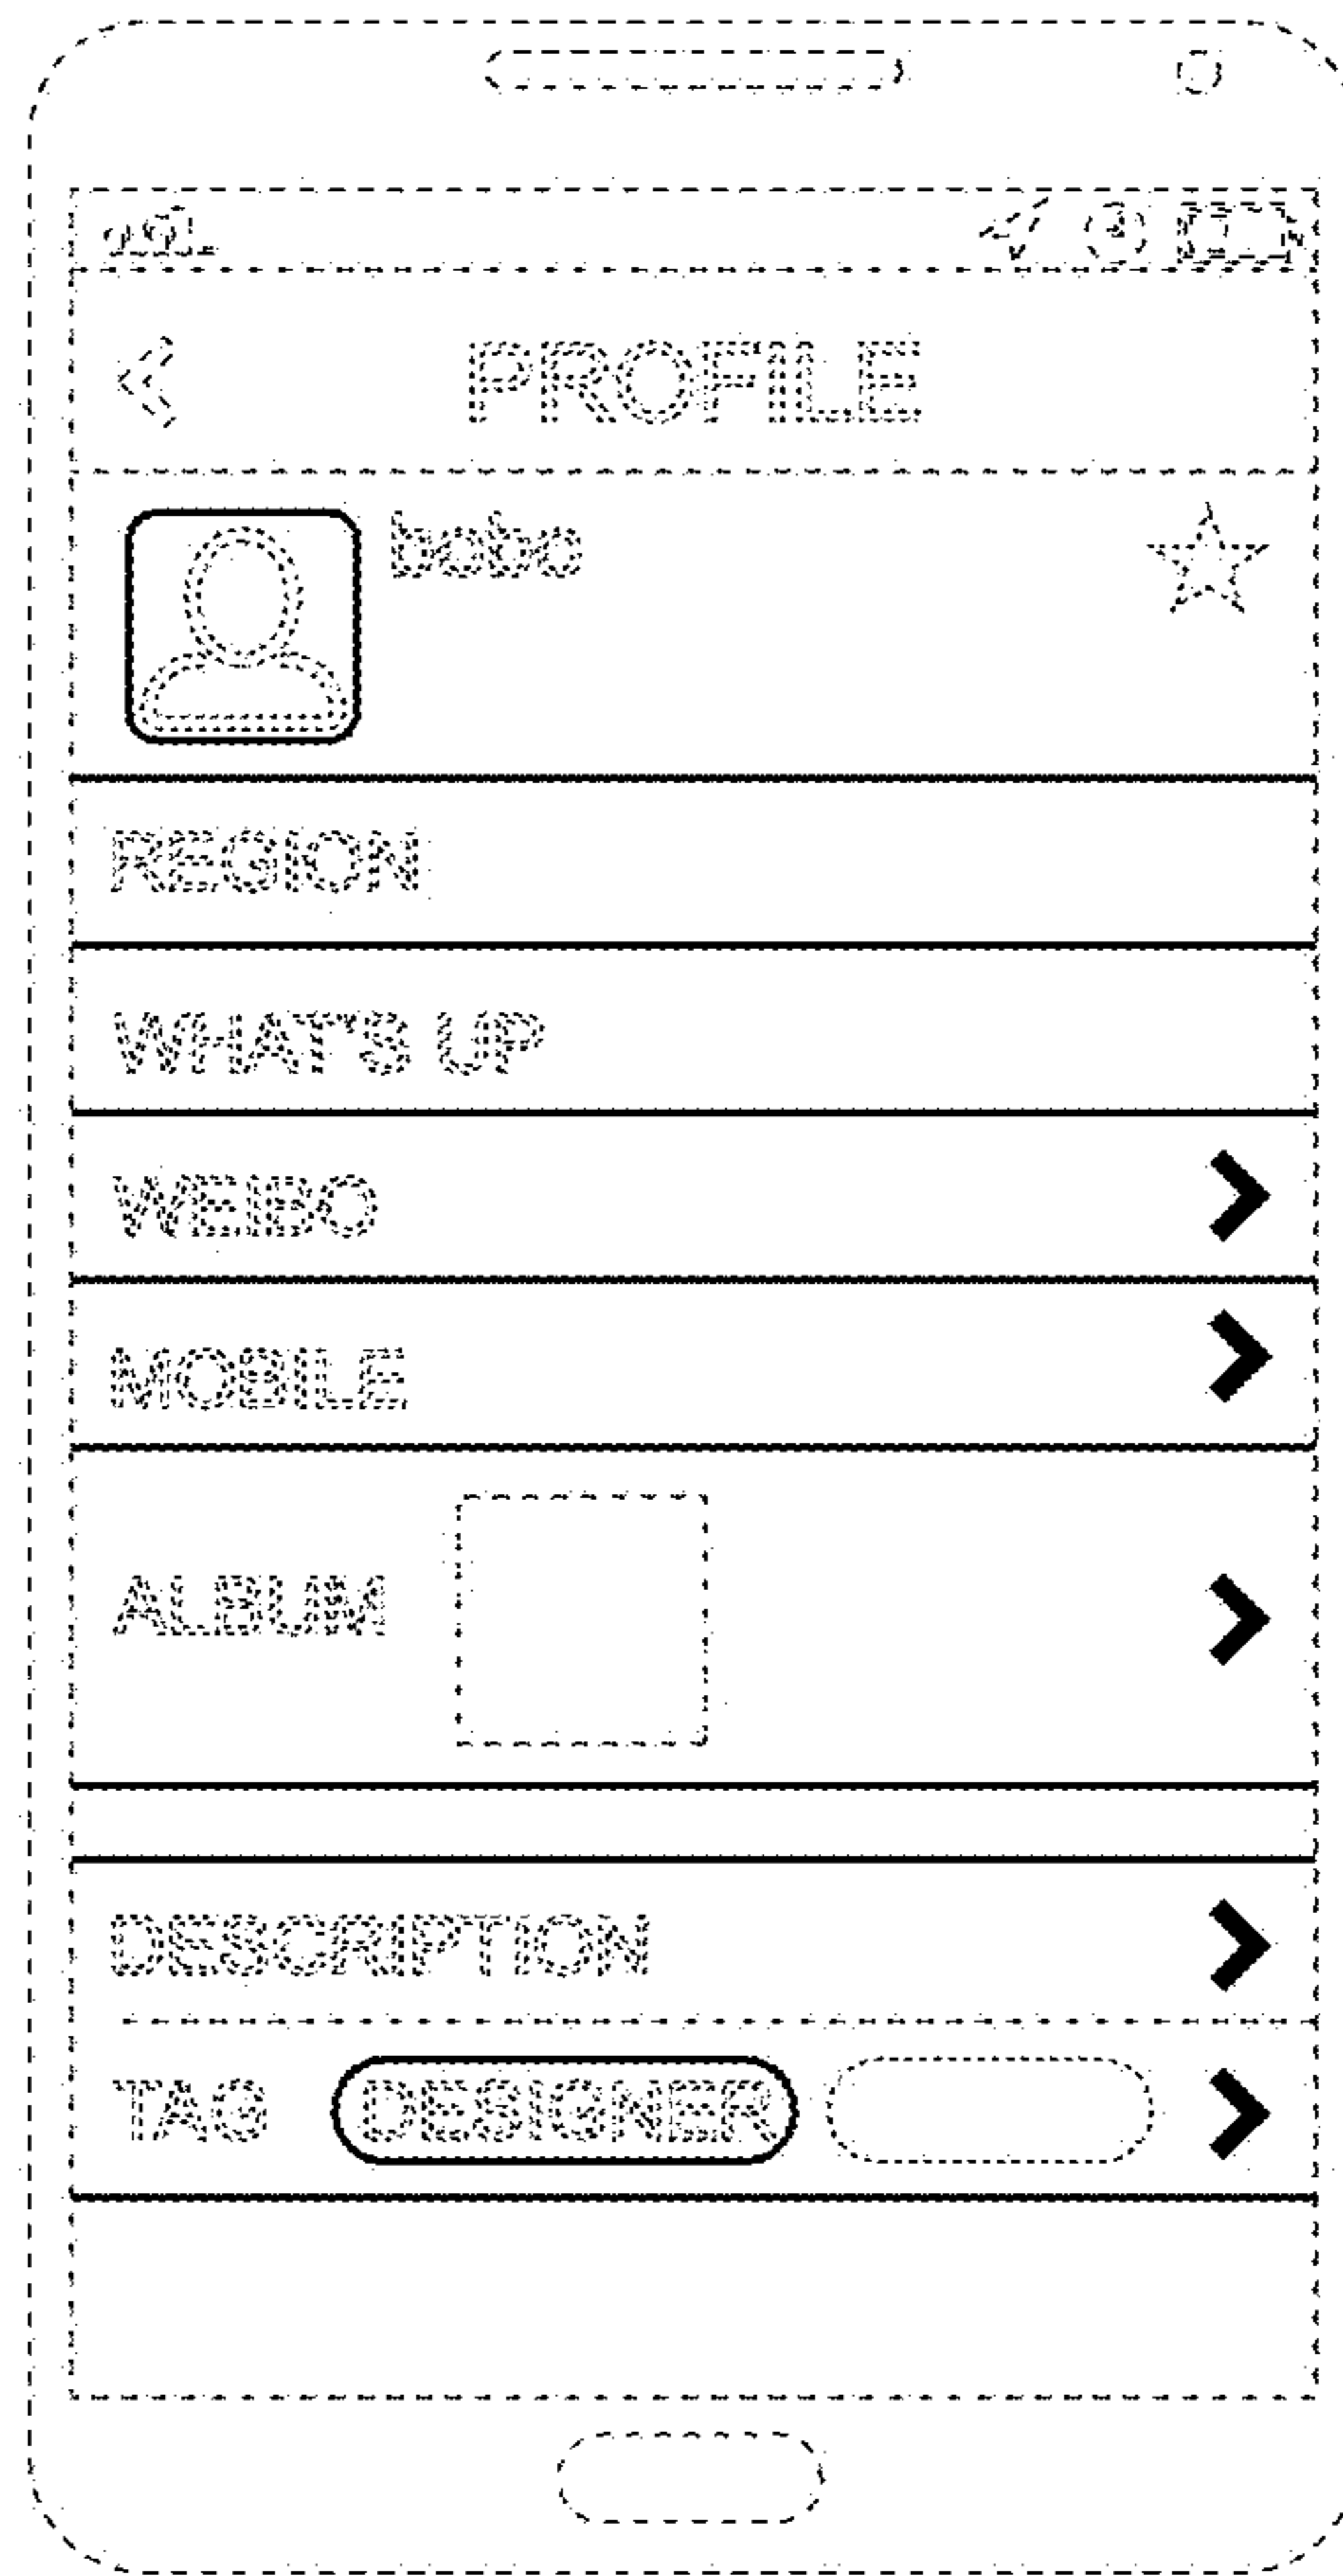 PROFILE
bobo
REGION
WHAT'S UP
WEIBO
MOBILE
ALBUM
DESCRIPTION
TAG DESIGNER